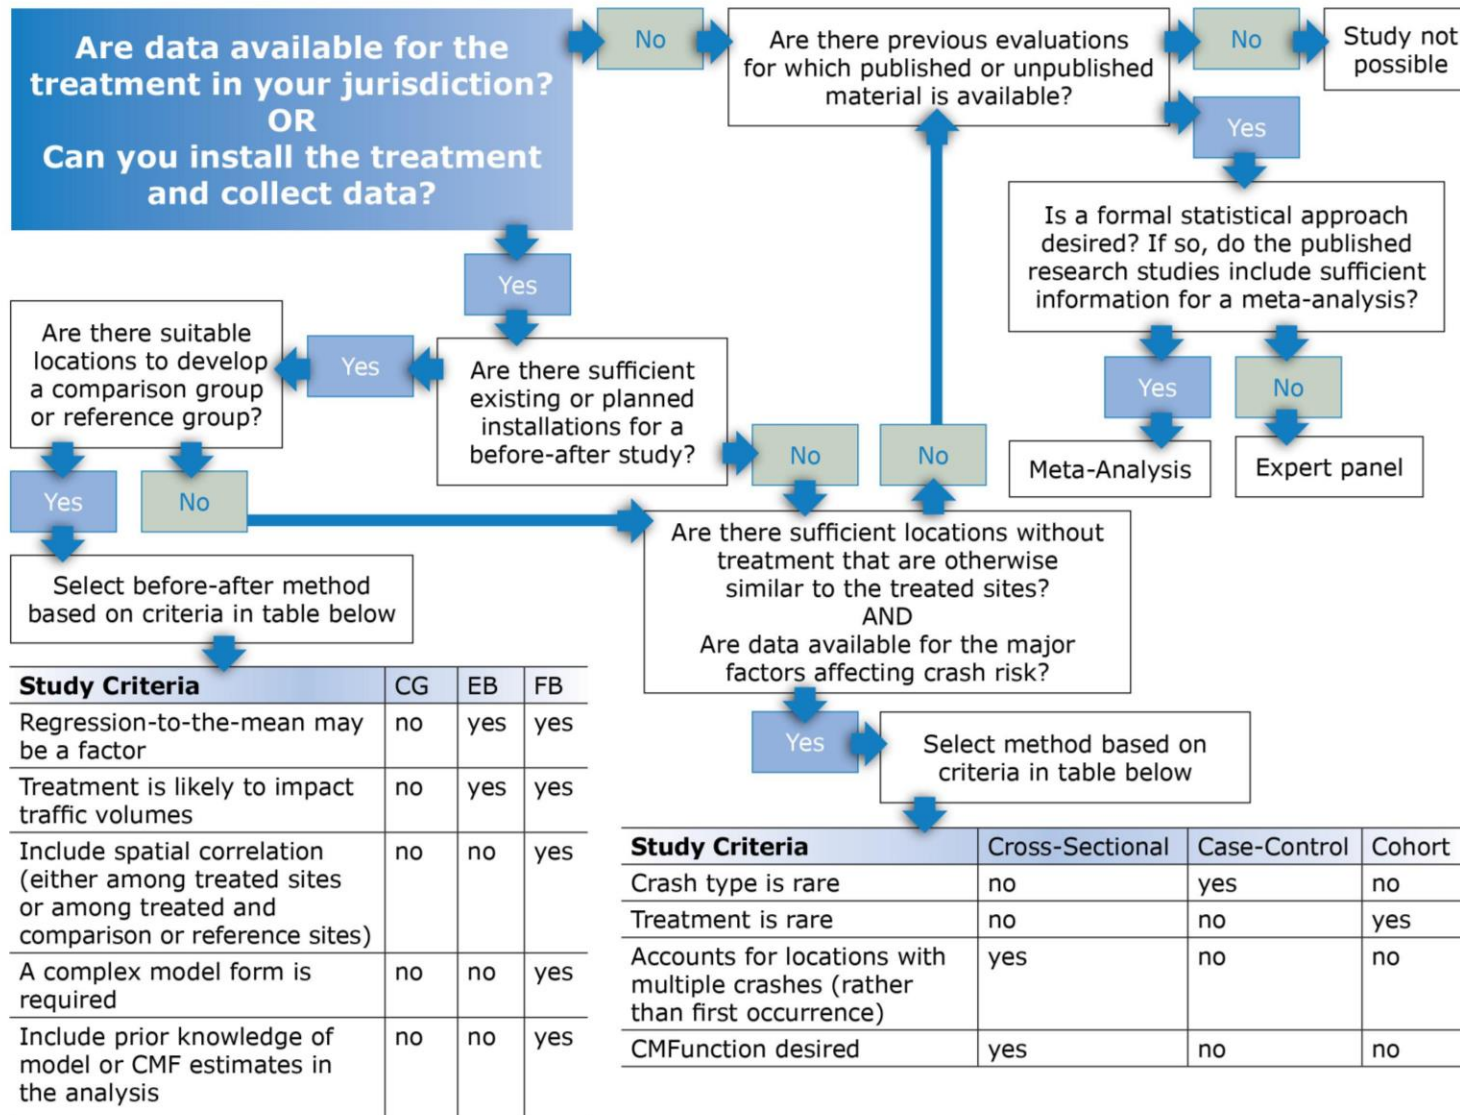 Are data available for the
treatment in your jurisdiction?
OR
Can you install the treatment
and collect data?
No
Are there previous evaluations
for which published or unpublished
material is available?
No
Study not
possible
Yes
Is a formal statistical approach
desired? If so, do the published
research studies include sufficient
information for a meta-analysis?
Yes
No
Meta-Analysis
Expert panel
Yes
Are there sufficient
existing or planned
installations for a
before-after study?
Yes
Are there suitable
locations to develop
a comparison group
or reference group?
Yes
No
No
No
Are there sufficient locations without
treatment that are otherwise
similar to the treated sites?
AND
Are data available for the major
factors affecting crash risk?
Select before-after method
based on criteria in table below
Yes
Select method based on
criteria in table below
Study Criteria CG EB FB
Regression-to-the-mean may no yes yes
be a factor
Treatment is likely to impact no yes yes
traffic volumes
Include spatial correlation no no yes
(either among treated sites
or among treated and
comparison or reference sites)
A complex model form is no no yes
required
Include prior knowledge of no no yes
model or CMF estimates in
the analysis
Study Criteria Cross-Sectional Case-Control Cohort
Crash type is rare no yes no
Treatment is rare no no yes
Accounts for locations with yes no no
multiple crashes (rather
than first occurrence)
CMFunction desired yes no no